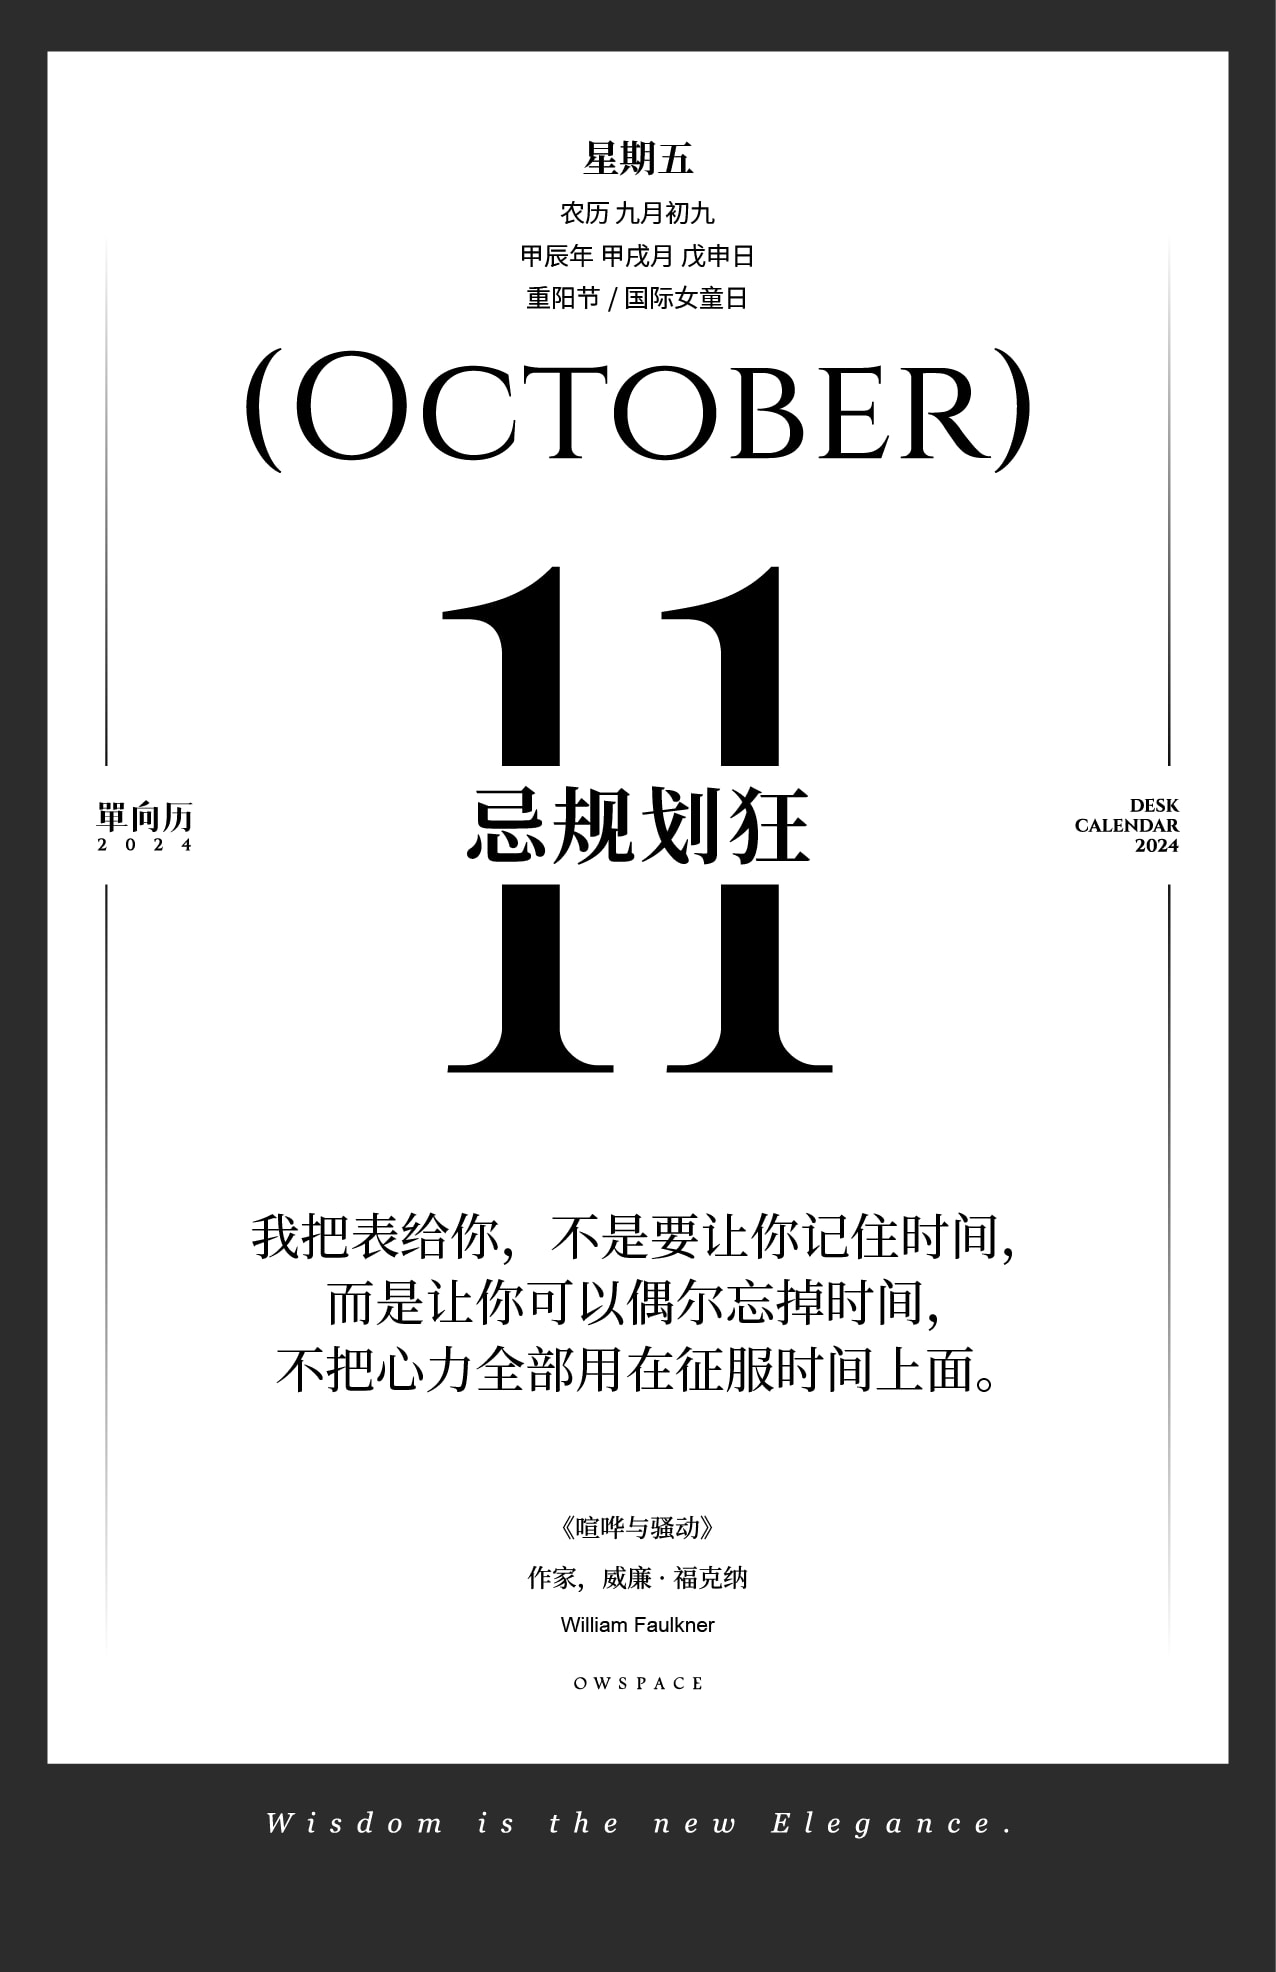 星期五
农历 九月初九
甲辰年 甲戌月 戊申日
重阳节 / 国际女童日
(OCTOBER)
11
忌规划狂
單向历
2024
DESK
CALENDAR
2024
我把表给你，不是要让你记住时间，
而是让你可以偶尔忘掉时间，
不把心力全部用在征服时间上面。
《喧哗与骚动》
作家，威廉 · 福克纳
William Faulkner
OWSPACE
Wisdom is the new Elegance.